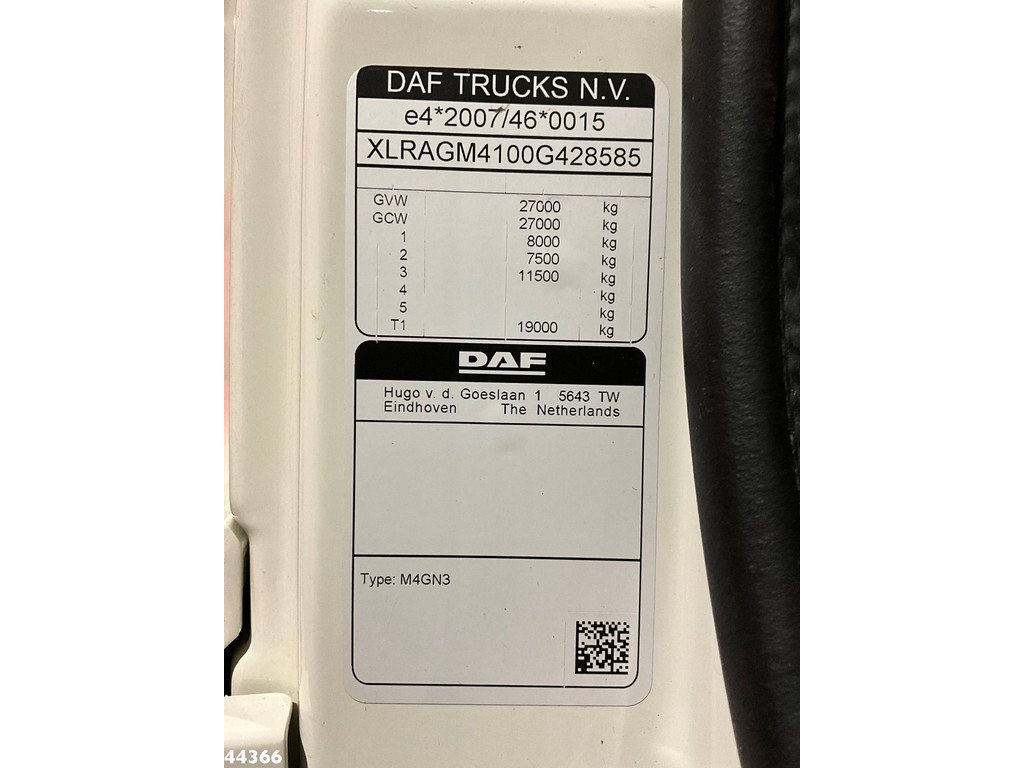 DAF TRUCKS N.V.
e4*2007/46*0015
XLRAGM4100G428585
GVW 27000 kg
GCW 27000 kg
1 8000 kg
2 7500 kg
3 11500 kg
4 kg
5 kg
T1 19000 kg
DAF
Hugo v. d. Goeslaan 1 5643 TW
Eindhoven The Netherlands
Type: M4GN3
44366